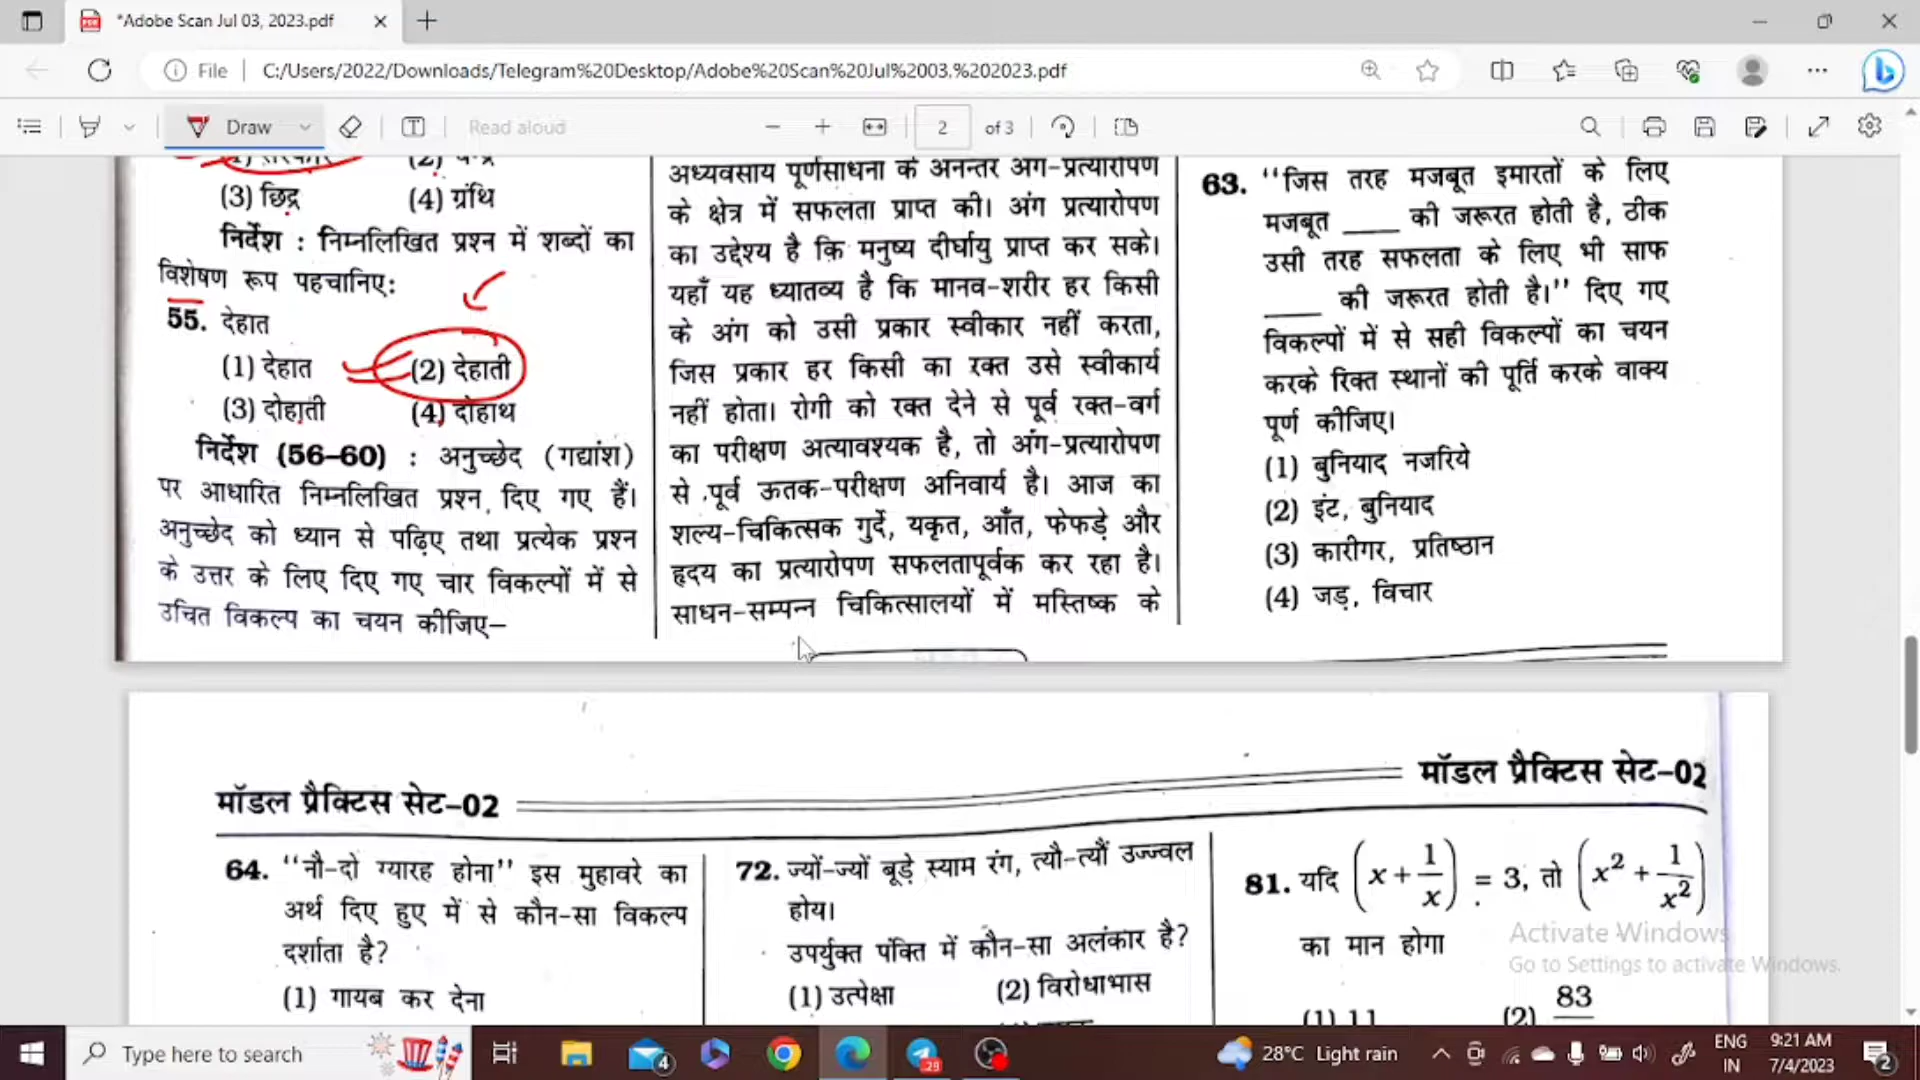 *Adobe Scan Jul 03, 2023.pdf
File
C:/Users/2022/Downloads/Telegram%20Desktop/Adobe%20Scan%20Jul%2003,%202023.pdf
Draw
Read aloud
2 of 3
(3) छिद्र (4) ग्रंथि
निर्देश : निम्नलिखित प्रश्न में शब्दों का
विशेषण रूप पहचानिए:
55. देहात
(1) देहात (2) देहाती
(3) दोहाती (4) दोहाथ
निर्देश (56-60) : अनुच्छेद (गद्यांश)
पर आधारित निम्नलिखित प्रश्न दिए गए हैं।
अनुच्छेद को ध्यान से पढ़िए तथा प्रत्येक प्रश्न
के उत्तर के लिए दिए गए चार विकल्पों में से
उचित विकल्प का चयन कीजिए–
अध्यवसाय पूर्णसाधना के अनन्तर अंग-प्रत्यारोपण
के क्षेत्र में सफलता प्राप्त की। अंग प्रत्यारोपण
का उद्देश्य है कि मनुष्य दीर्घायु प्राप्त कर सके।
यहाँ यह ध्यातव्य है कि मानव-शरीर हर किसी
के अंग को उसी प्रकार स्वीकार नहीं करता,
जिस प्रकार हर किसी का रक्त उसे स्वीकार्य
नहीं होता। रोगी को रक्त देने से पूर्व रक्त-वर्ग
का परीक्षण अत्यावश्यक है, तो अंग-प्रत्यारोपण
से पूर्व ऊतक-परीक्षण अनिवार्य है। आज का
शल्य-चिकित्सक गुर्दे, यकृत, आँत, फेफड़े और
हृदय का प्रत्यारोपण सफलतापूर्वक कर रहा है।
साधन-सम्पन्न चिकित्सालयों में मस्तिष्क के
63. "जिस तरह मजबूत इमारतों के लिए
मजबूत ____ की जरूरत होती है, ठीक
उसी तरह सफलता के लिए भी साफ
____ की जरूरत होती है।" दिए गए
विकल्पों में से सही विकल्पों का चयन
करके रिक्त स्थानों की पूर्ति करके वाक्य
पूर्ण कीजिए।
(1) बुनियाद नजरिये
(2) इंट, बुनियाद
(3) कारीगर, प्रतिष्ठान
(4) जड़, विचार
मॉडल प्रैक्टिस सेट-02
मॉडल प्रैक्टिस सेट-02
64. "नौ-दो ग्यारह होना" इस मुहावरे का
अर्थ दिए हुए में से कौन-सा विकल्प
दर्शाता है?
(1) गायब कर देना
72. ज्यों-ज्यों बूड़े स्याम रंग, त्यौ-त्यौं उज्ज्वल
होय।
उपर्युक्त पंक्ति में कौन-सा अलंकार है?
(1) उत्पेक्षा (2) विरोधाभास
81. यदि (x + 1/x) = 3, तो (x² + 1/x²)
का मान होगा
(1) 11 (2) 83
Activate Windows
Go to Settings to activate Windows.
Type here to search
4
29
28°C Light rain
ENG
IN
9:21 AM
7/4/2023
2